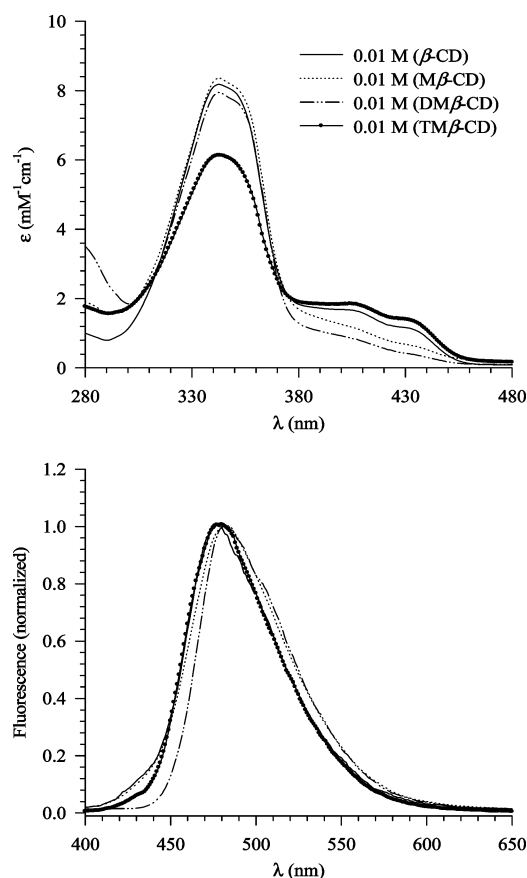 10
8
6
4
2
0
ε (mM⁻¹cm⁻¹)
0.01 M (β-CD)
0.01 M (Mβ-CD)
0.01 M (DMβ-CD)
0.01 M (TMβ-CD)
280 330 380 430 480
λ (nm)
1.2
1.0
0.8
0.6
0.4
0.2
0.0
Fluorescence (normalized)
400 450 500 550 600 650
λ (nm)